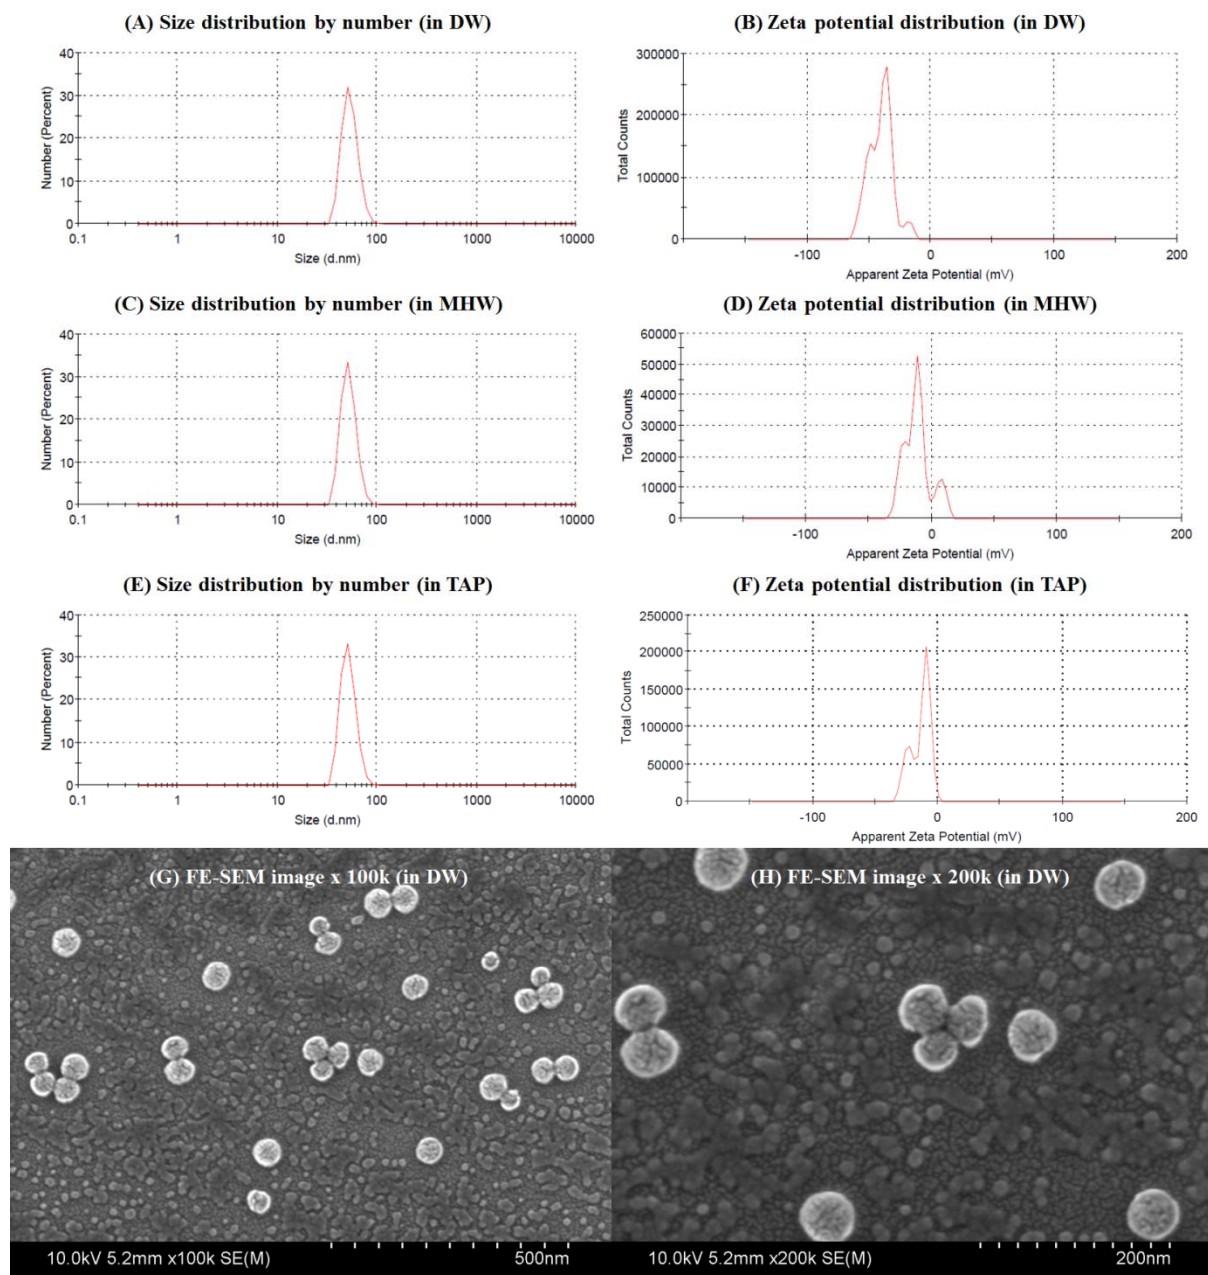 (A) Size distribution by number (in DW)
(B) Zeta potential distribution (in DW)
40
30
20
10
0
Number (Percent)
0.1 1 10 100 1000 10000
Size (d.nm)
300000
200000
100000
0
Total Counts
-100 0 100 200
Apparent Zeta Potential (mV)
(C) Size distribution by number (in MHW)
(D) Zeta potential distribution (in MHW)
40
30
20
10
0
Number (Percent)
0.1 1 10 100 1000 10000
Size (d.nm)
60000
50000
40000
30000
20000
10000
0
Total Counts
-100 0 100 200
Apparent Zeta Potential (mV)
(E) Size distribution by number (in TAP)
(F) Zeta potential distribution (in TAP)
40
30
20
10
0
Number (Percent)
0.1 1 10 100 1000 10000
Size (d.nm)
250000
200000
150000
100000
50000
0
Total Counts
-100 0 100 200
Apparent Zeta Potential (mV)
(G) FE-SEM image x 100k (in DW)
(H) FE-SEM image x 200k (in DW)
10.0kV 5.2mm x100k SE(M) 500nm
10.0kV 5.2mm x200k SE(M) 200nm